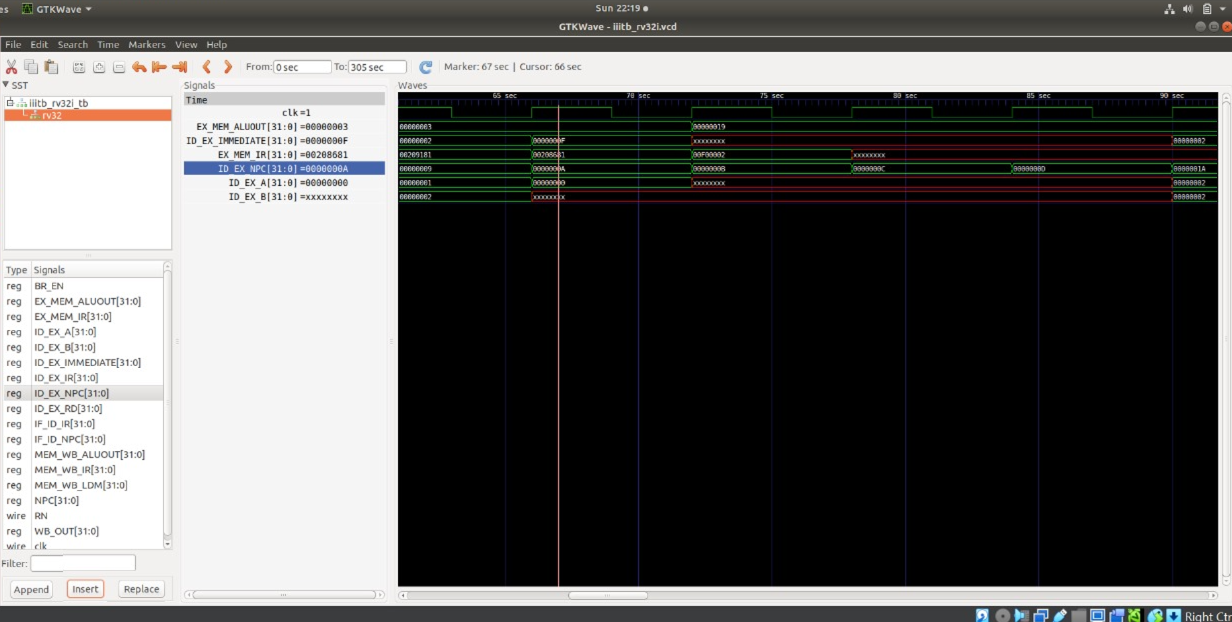 es GTKWave ▾ Sun 22:19
GTKWave - iiitb_rv32i.vcd
File Edit Search Time Markers View Help
From: 0 sec To: 305 sec Marker: 67 sec | Cursor: 66 sec
▼ SST
iiitb_rv32i_tb
rv32
Type Signals
reg BR_EN
reg EX_MEM_ALUOUT[31:0]
reg EX_MEM_IR[31:0]
reg ID_EX_A[31:0]
reg ID_EX_B[31:0]
reg ID_EX_IMMEDIATE[31:0]
reg ID_EX_IR[31:0]
reg ID_EX_NPC[31:0]
reg ID_EX_RD[31:0]
reg IF_ID_IR[31:0]
reg IF_ID_NPC[31:0]
reg MEM_WB_ALUOUT[31:0]
reg MEM_WB_IR[31:0]
reg MEM_WB_LDM[31:0]
reg NPC[31:0]
wire RN
reg WB_OUT[31:0]
wire clk
Filter:
Append Insert Replace
Signals
Time
clk=1
EX_MEM_ALUOUT[31:0]=00000003
ID_EX_IMMEDIATE[31:0]=0000000F
EX_MEM_IR[31:0]=00208681
ID_EX_NPC[31:0]=0000000A
ID_EX_A[31:0]=00000000
ID_EX_B[31:0]=xxxxxxxx
Waves
65 sec 70 sec 75 sec 80 sec 85 sec 90 sec
00000003 00000019
00000002 0000000F xxxxxxxx 00000002
00209181 00208681 00F00002 xxxxxxxx
00000009 0000000A 0000000B 0000000C 0000000D 0000001A
00000001 00000000 xxxxxxxx 00000002
00000002 xxxxxxxx 00000002
Right Ctr